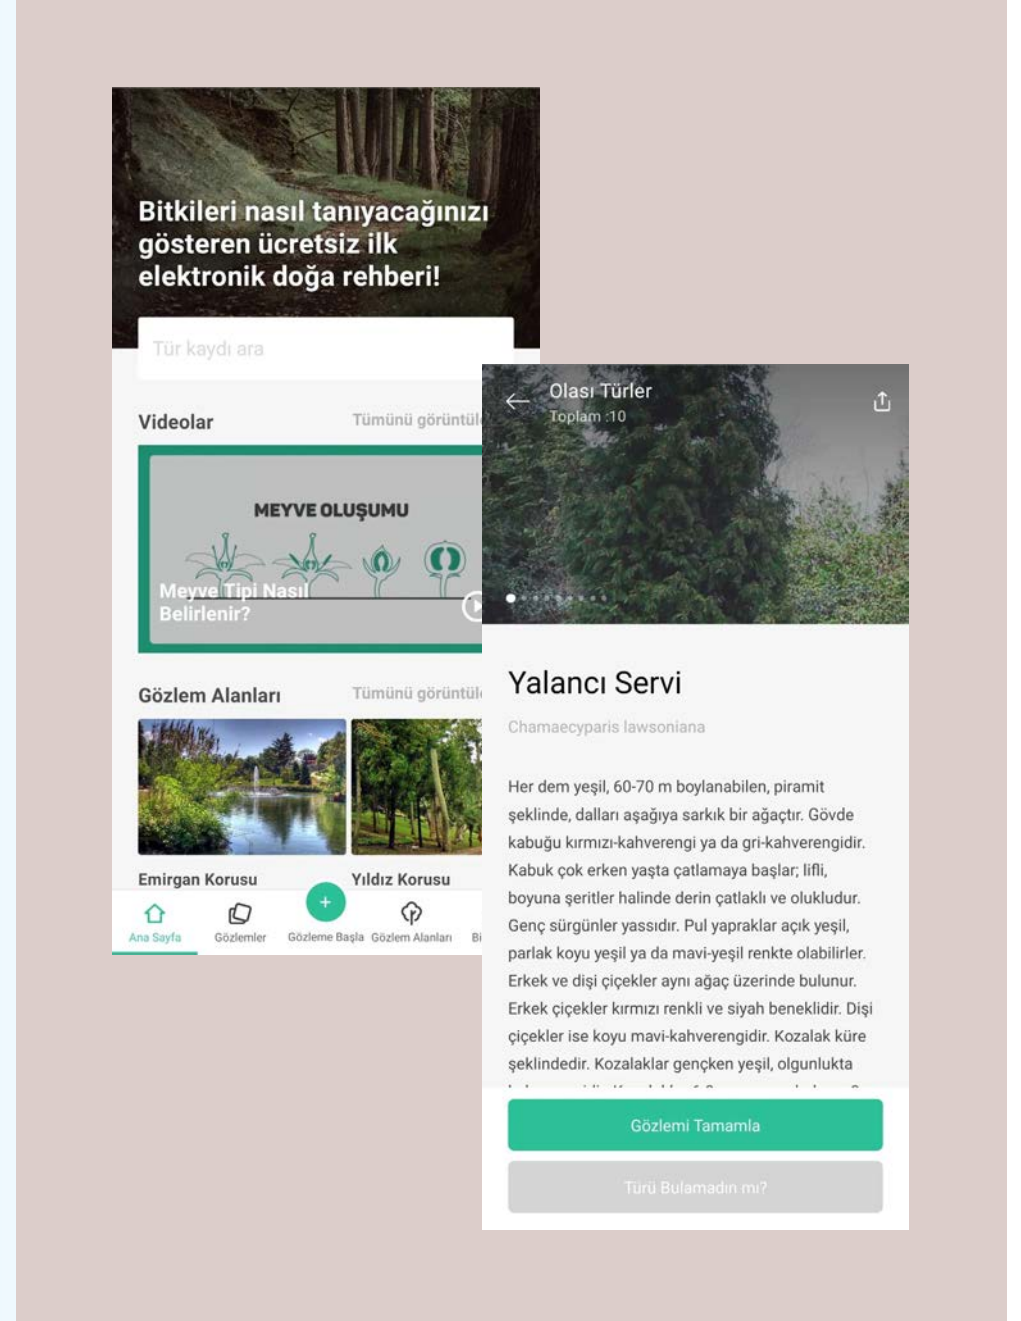 Bitkileri nasıl tanıyacağınızı
gösteren ücretsiz ilk
elektronik doğa rehberi!
Tür kaydı ara
Videolar
Tümünü görüntüle
MEYVE OLUŞUMU
Meyve Tipi Nasıl
Belirlenir?
Gözlem Alanları
Tümünü görüntüle
Emirgan Korusu
Yıldız Korusu
Ana Sayfa
Gözlemler
Gözleme Başla
Gözlem Alanları
Olası Türler
Toplam :10
Yalancı Servi
Chamaecyparis lawsoniana
Her dem yeşil, 60-70 m boylanabilen, piramit
şeklinde, dalları aşağıya sarkık bir ağaçtır. Gövde
kabuğu kırmızı-kahverengi ya da gri-kahverengidir.
Kabuk çok erken yaşta çatlamaya başlar; lifli,
boyuna şeritler halinde derin çatlaklı ve olukludur.
Genç sürgünler yassıdır. Pul yapraklar açık yeşil,
parlak koyu yeşil ya da mavi-yeşil renkte olabilirler.
Erkek ve dişi çiçekler aynı ağaç üzerinde bulunur.
Erkek çiçekler kırmızı renkli ve siyah beneklidir. Dişi
çiçekler ise koyu mavi-kahverengidir. Kozalak küre
şeklindedir. Kozalaklar gençken yeşil, olgunlukta
Gözlemi Tamamla
Türü Bulamadın mı?